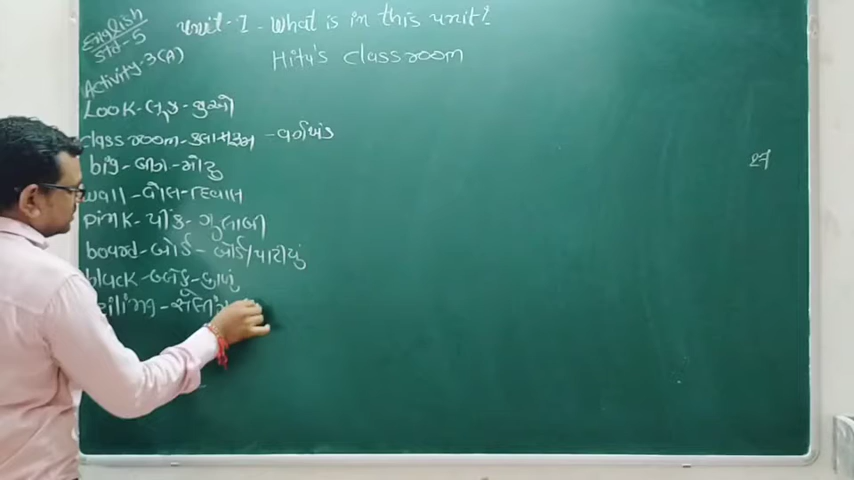 English
Std-5
Unit-I - What is in this unit?
Hitu's classroom
Activity-3(A)
Look-લુક-જુઓ
classroom-ક્લાસરૂમ-વર્ગખંડ
big-બીગ-મોટુ
wall-વોલ-દિવાલ
pink-પીંક-ગુલાબી
board-બોર્ડ-બોર્ડ/પાટીયું
black-બ્લેક-કાળું
ceiling-સેલીંગ